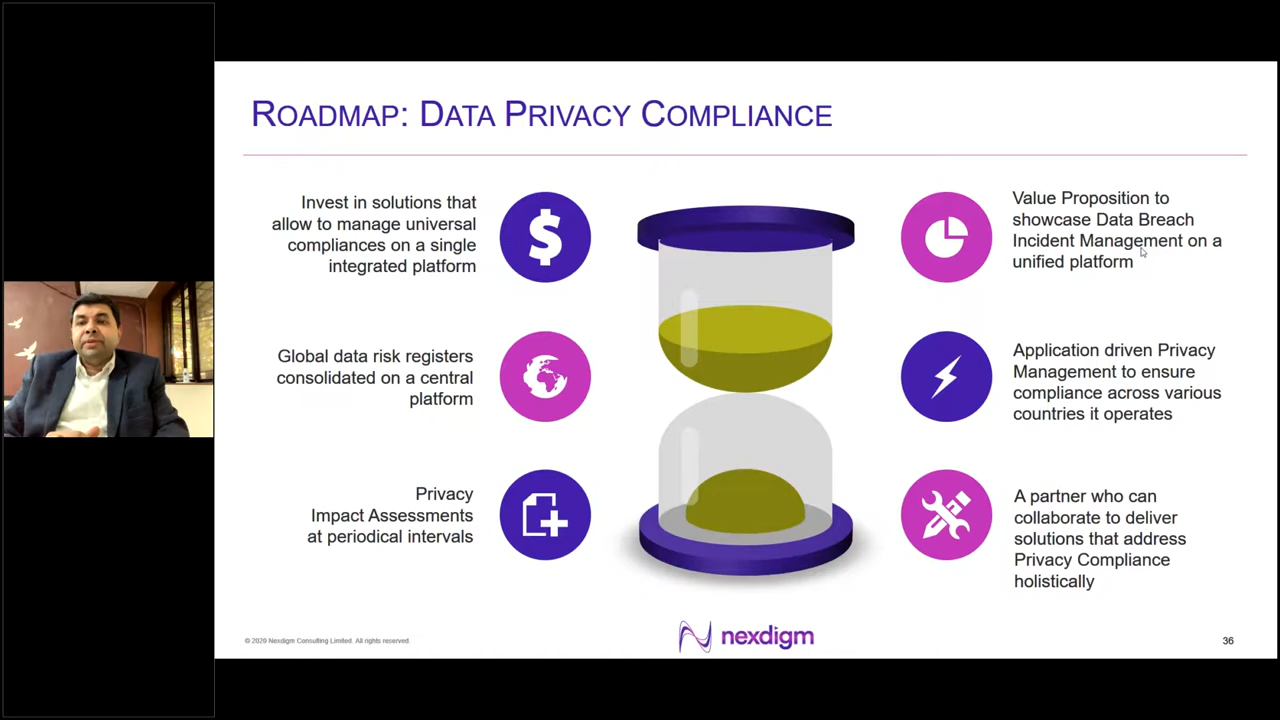 ROADMAP: DATA PRIVACY COMPLIANCE
Invest in solutions that
allow to manage universal
compliances on a single
integrated platform
Global data risk registers
consolidated on a central
platform
Privacy
Impact Assessments
at periodical intervals
Value Proposition to
showcase Data Breach
Incident Management on a
unified platform
Application driven Privacy
Management to ensure
compliance across various
countries it operates
A partner who can
collaborate to deliver
solutions that address
Privacy Compliance
holistically
© 2020 Nexdigm Consulting Limited. All rights reserved
nexdigm
36